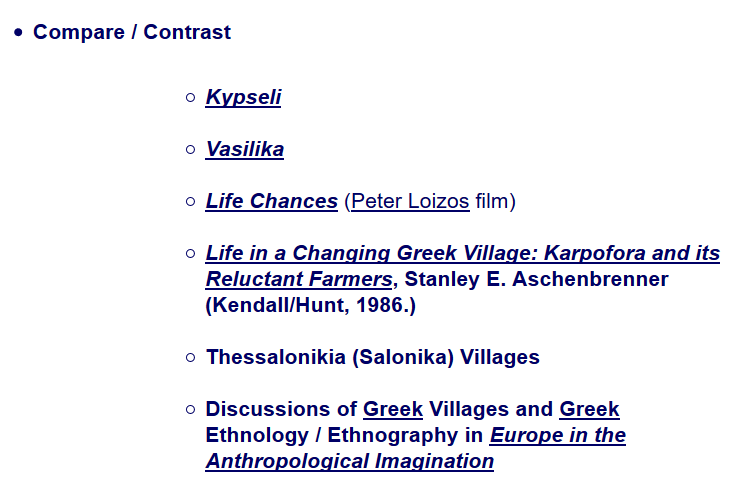 Compare / Contrast
Kypseli
Vasilika
Life Chances (Peter Loizos film)
Life in a Changing Greek Village: Karpofora and its
Reluctant Farmers, Stanley E. Aschenbrenner
(Kendall/Hunt, 1986.)
Thessalonikia (Salonika) Villages
Discussions of Greek Villages and Greek
Ethnology / Ethnography in Europe in the
Anthropological Imagination